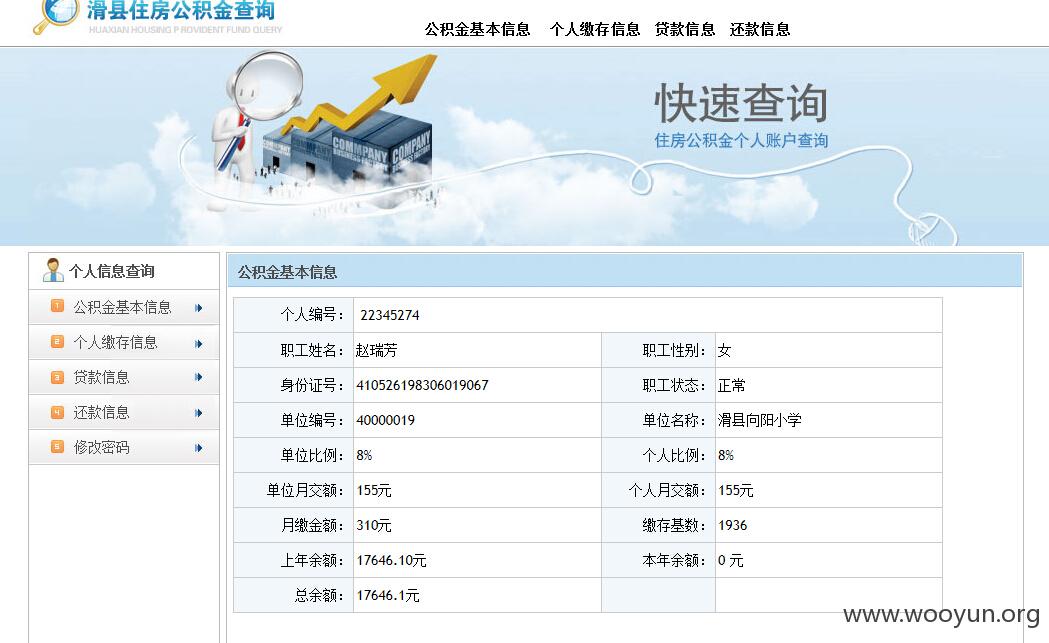 滑县住房公积金查询
HUAXIAN HOUSING PROVIDENT FUND QUERY
公积金基本信息 个人缴存信息 贷款信息 还款信息
快速查询
住房公积金个人账户查询
COMPANY COMPANY
个人信息查询
1 公积金基本信息
2 个人缴存信息
3 贷款信息
4 还款信息
5 修改密码
公积金基本信息
个人编号： 22345274
职工姓名： 赵瑞芳 职工性别： 女
身份证号： 410526198306019067 职工状态： 正常
单位编号： 40000019 单位名称： 滑县向阳小学
单位比例： 8% 个人比例： 8%
单位月交额： 155元 个人月交额： 155元
月缴金额： 310元 缴存基数： 1936
上年余额： 17646.10元 本年余额： 0 元
总余额： 17646.1元
www.wooyun.org